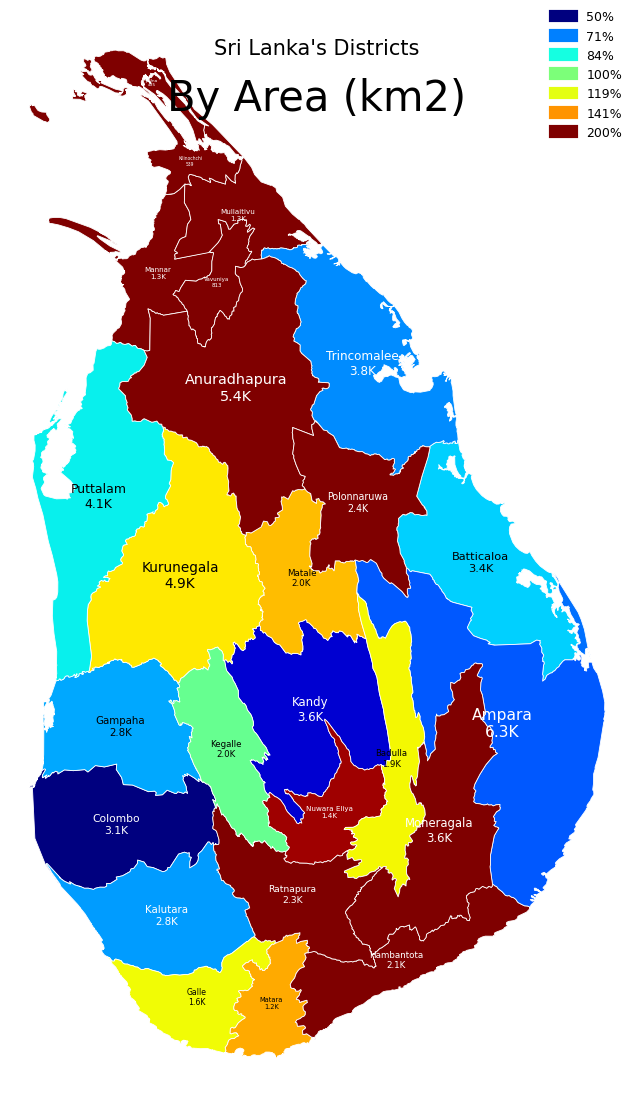 Sri Lanka's Districts
By Area (km2)
50%
71%
84%
100%
119%
141%
200%
Kilinochchi
Mullaitivu
1.3K
Mannar
1.3K
Vavuniya
813
Trincomalee
3.8K
Anuradhapura
5.4K
Puttalam
4.1K
Polonnaruwa
2.4K
Batticaloa
3.4K
Kurunegala
4.9K
Matale
2.0K
Kandy
3.6K
Ampara
6.3K
Gampaha
2.8K
Kegalle
2.0K
Badulla
1.9K
Nuwara Eliya
1.4K
Colombo
3.1K
Moneragala
3.6K
Ratnapura
2.3K
Kalutara
2.8K
Hambantota
2.1K
Galle
1.6K
Matara
1.2K